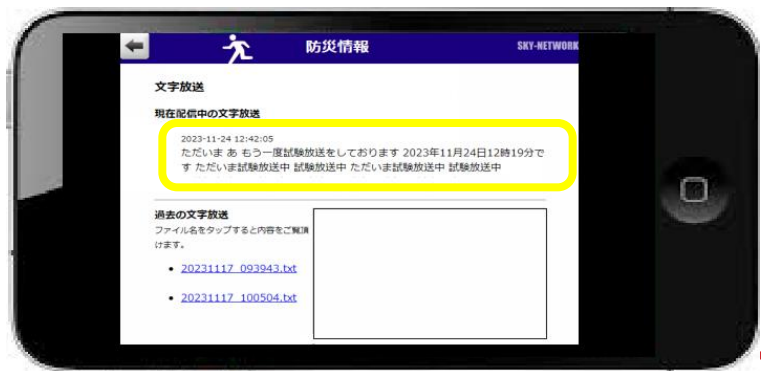 防災情報
SKY-NETWORK
文字放送
現在配信中の文字放送
2023-11-24 12:42:05
ただいま あ もう一度試験放送をしております 2023年11月24日12時19分で
す ただいま試験放送中 試験放送中 ただいま試験放送中 試験放送中
過去の文字放送
ファイル名をタップすると内容をご覧頂
けます。
20231117_093943.txt
20231117_100504.txt